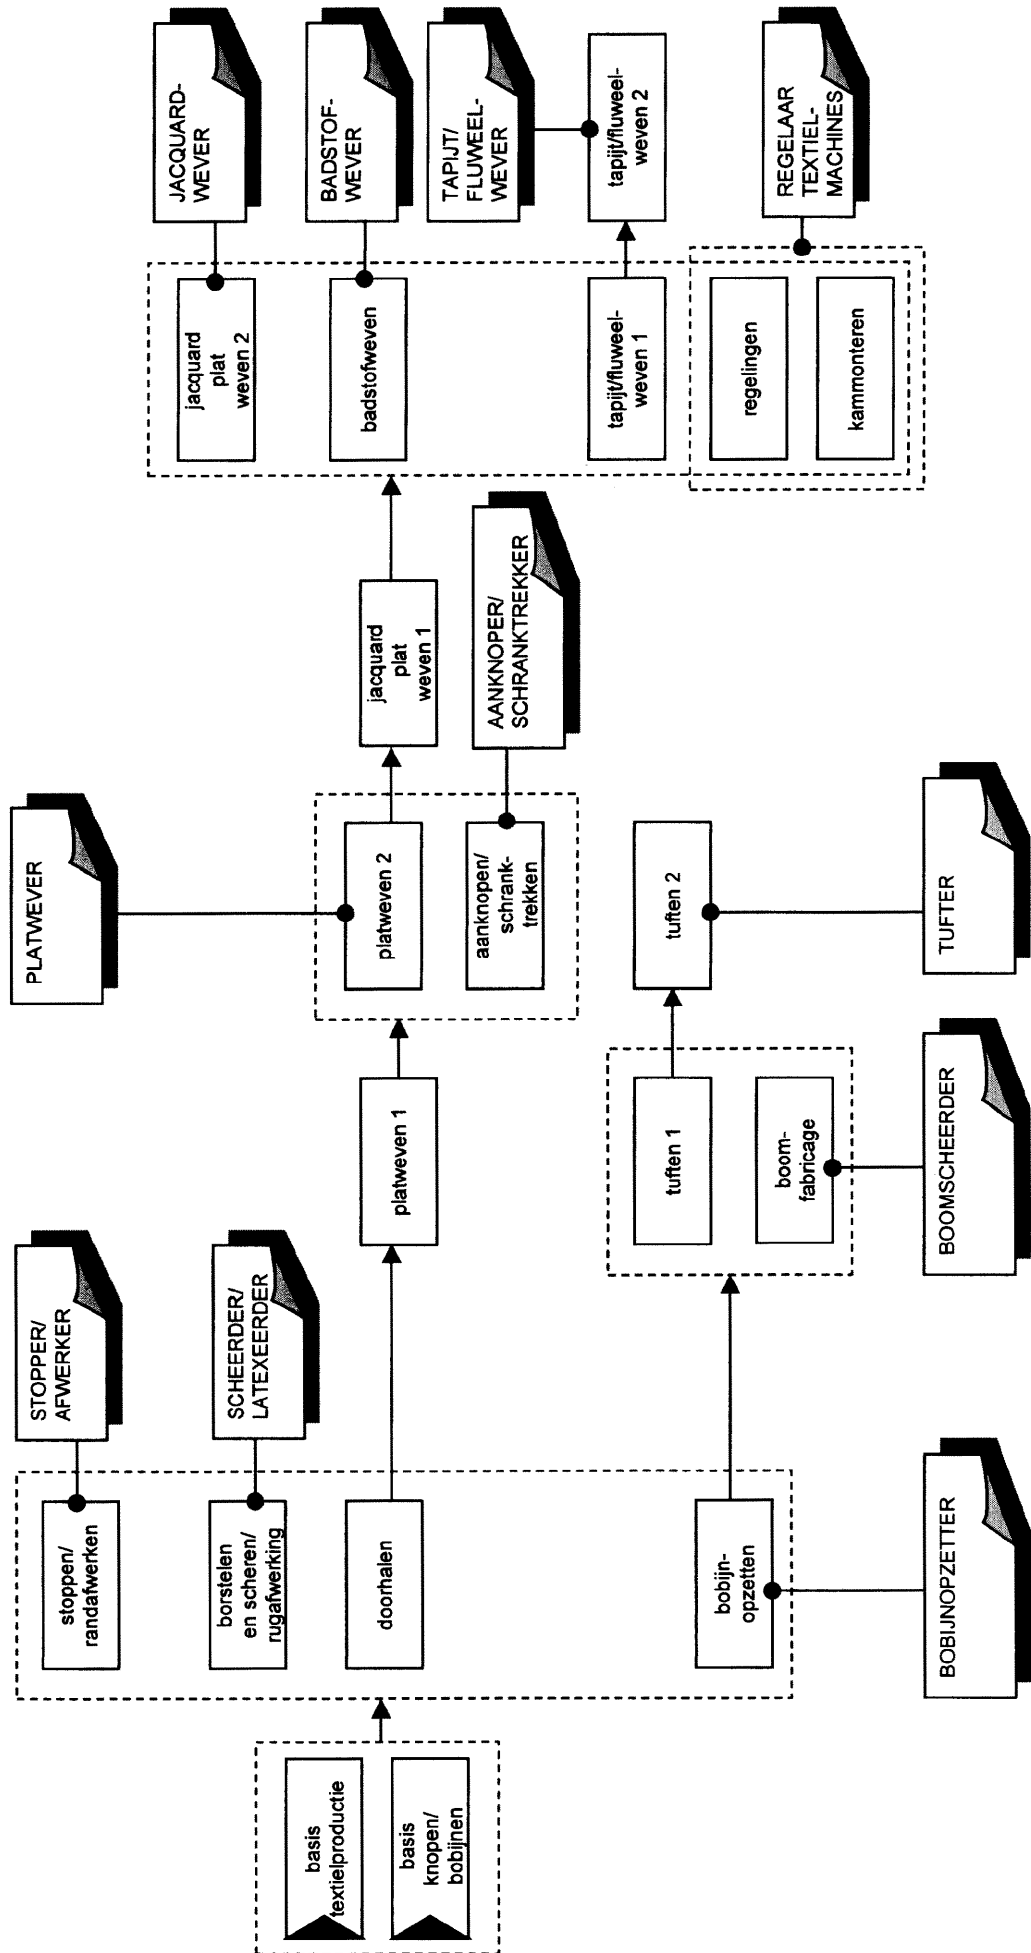 basis
textielproductie
basis
knopen/
bobijnen
stoppen/
randafwerken
borstelen
en scheren/
rugafwerking
doorhalen
bobijn-
opzetten
STOPPER/
AFWERKER
SCHEERDER/
LATEXEERDER
BOBIJNOPZETTER
platweven 1
tuften 1
boom-
fabricage
BOOMSCHEERDER
PLATWEVER
platweven 2
aanknopen/
schrank-
trekken
tuften 2
TUFTER
jacquard
plat
weven 1
AANKNOPER/
SCHRANKTREKKER
jacquard
plat
weven 2
badstofweven
tapijt/fluweel-
weven 1
regelingen
kammonteren
JACQUARD-
WEVER
BADSTOF-
WEVER
TAPIJT/
FLUWEEL-
WEVER
tapijt/fluweel-
weven 2
REGELAAR
TEXTIEL-
MACHINES